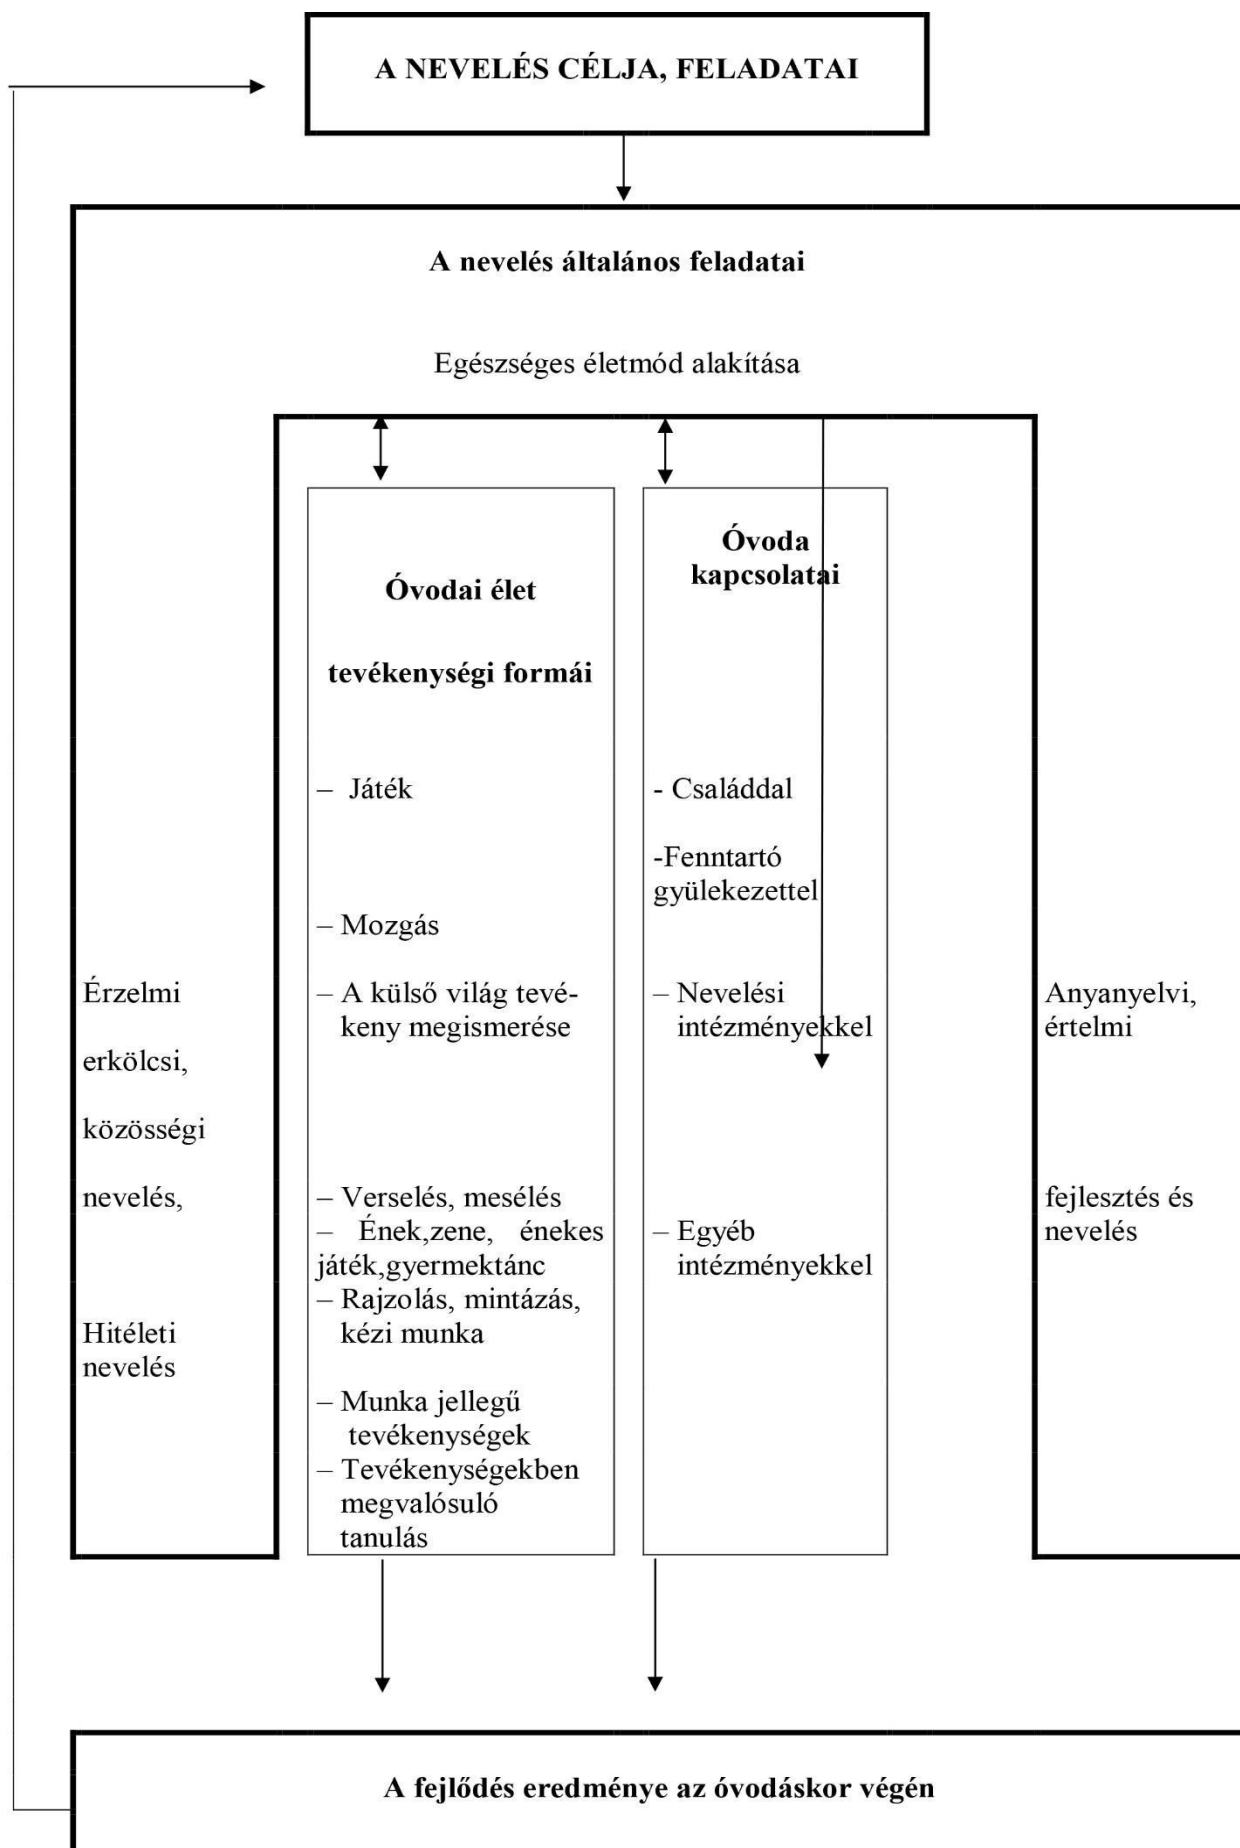 A NEVELÉS CÉLJA, FELADATAI
A nevelés általános feladatai
Egészséges életmód alakítása
Érzelmi
erkölcsi,
közösségi
nevelés,
Hitéleti
nevelés
Óvodai élet
tevékenységi formái
– Játék
– Mozgás
– A külső világ tevé-
keny megismerése
– Verselés, mesélés
– Ének,zene, énekes
játék,gyermektánc
– Rajzolás, mintázás,
kézi munka
– Munka jellegű
tevékenységek
– Tevékenységekben
megvalósuló
tanulás
Óvoda
kapcsolatai
- Családdal
-Fenntartó
gyülekezettel
– Nevelési
intézményekkel
– Egyéb
intézményekkel
Anyanyelvi,
értelmi
fejlesztés és
nevelés
A fejlődés eredménye az óvodáskor végén